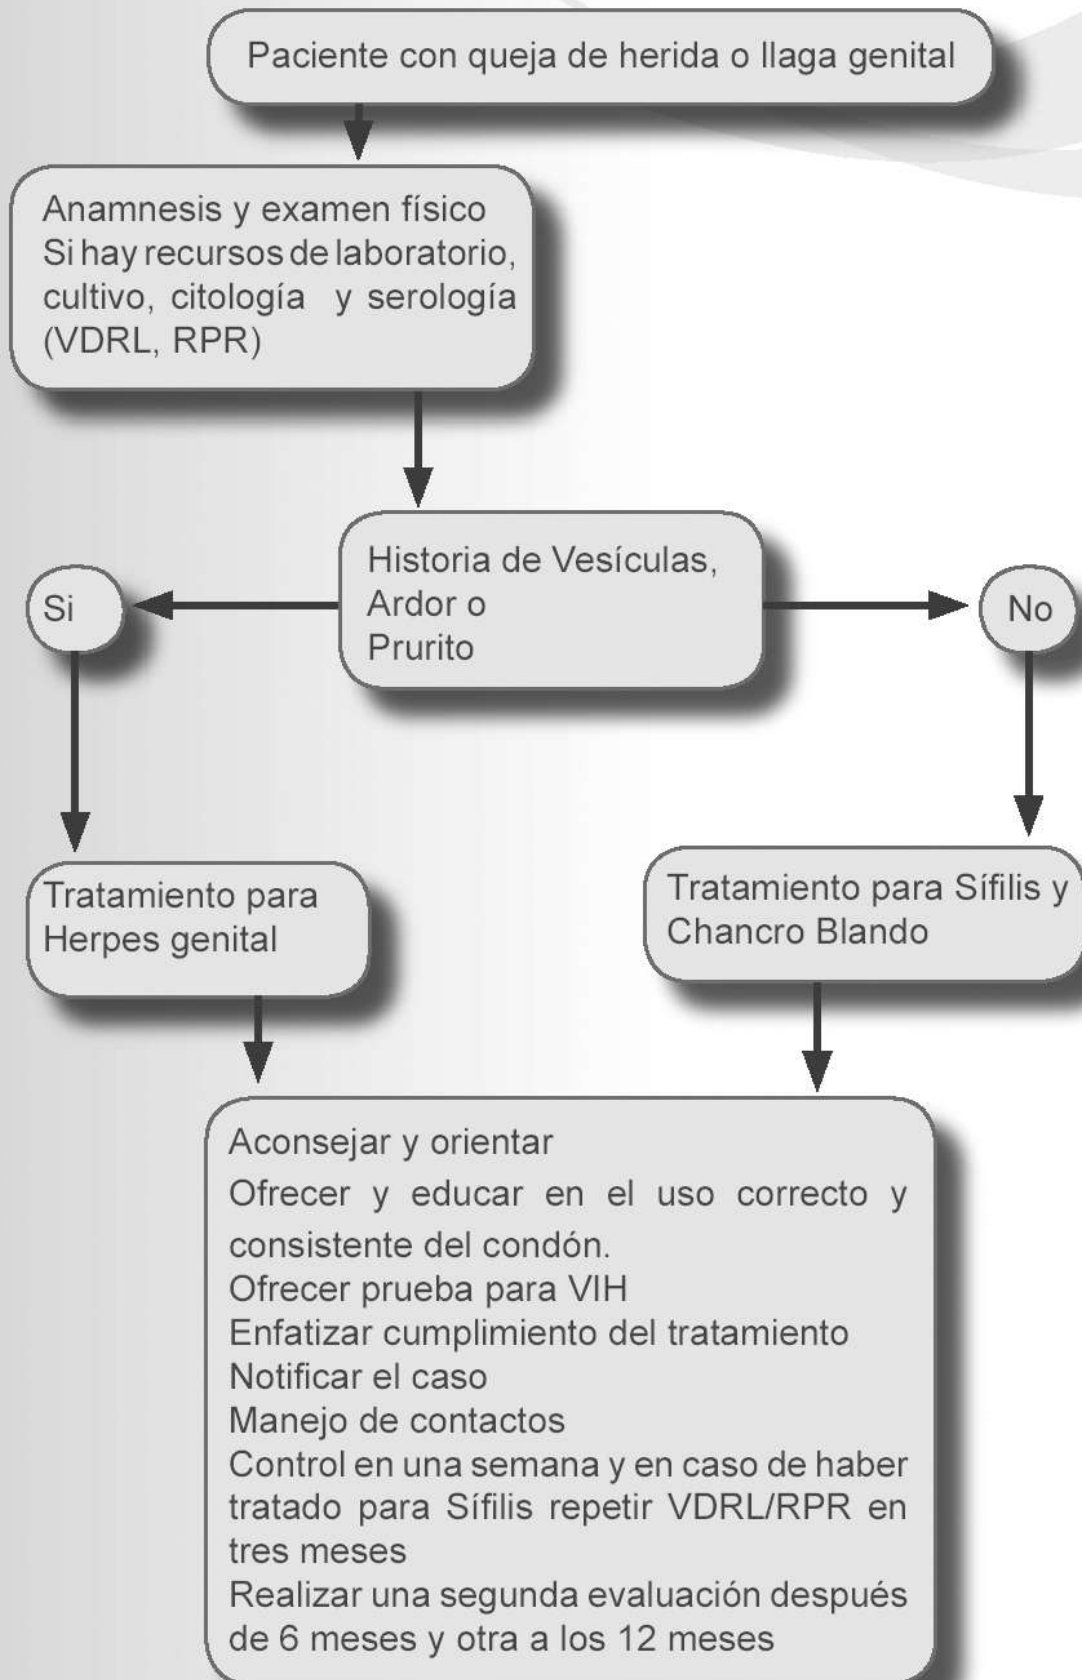 Paciente con queja de herida o llaga genital
Anamnesis y examen físico
Si hay recursos de laboratorio,
cultivo, citología y serología
(VDRL, RPR)
Historia de Vesículas,
Ardor o
Prurito
Si
No
Tratamiento para
Herpes genital
Tratamiento para Sífilis y
Chancro Blando
Aconsejar y orientar
Ofrecer y educar en el uso correcto y
consistente del condón.
Ofrecer prueba para VIH
Enfatizar cumplimiento del tratamiento
Notificar el caso
Manejo de contactos
Control en una semana y en caso de haber
tratado para Sífilis repetir VDRL/RPR en
tres meses
Realizar una segunda evaluación después
de 6 meses y otra a los 12 meses